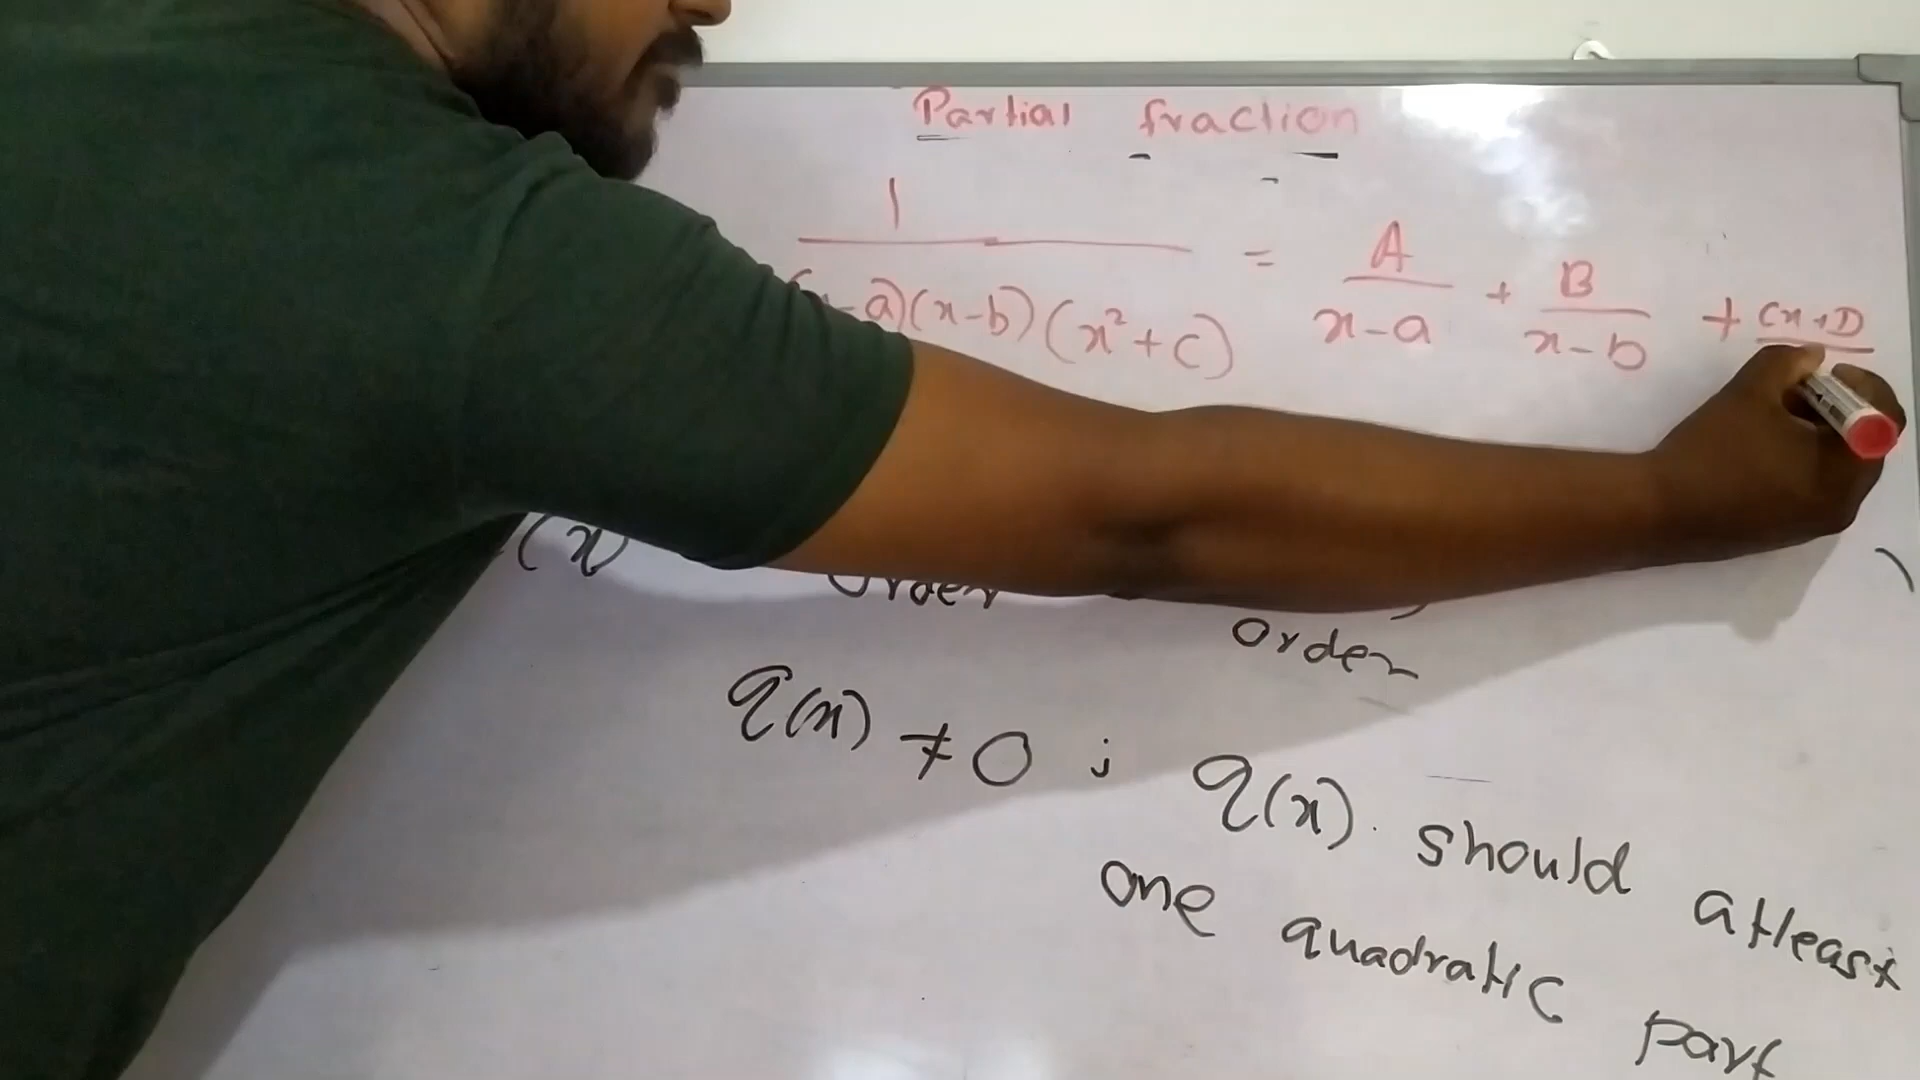 Partial fraction
1 / -a)(x-b)(x²+c) = A / x-a + B / x-b + Cx+D
(x)
order
order
q(x) ≠ 0 ; q(x). should atleast
one quadratic part